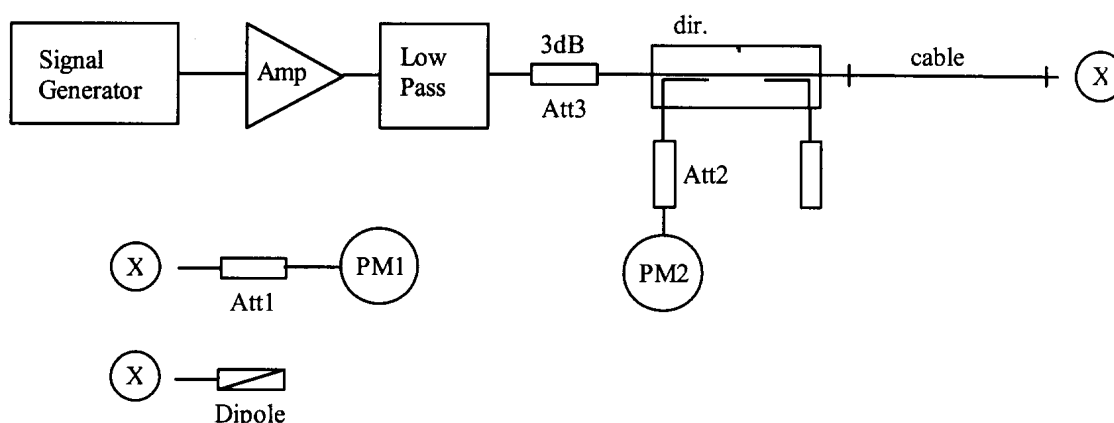 Signal
Generator
Amp
Low
Pass
3dB
Att3
dir.
cable
X
Att2
PM2
X
Att1
PM1
X
Dipole